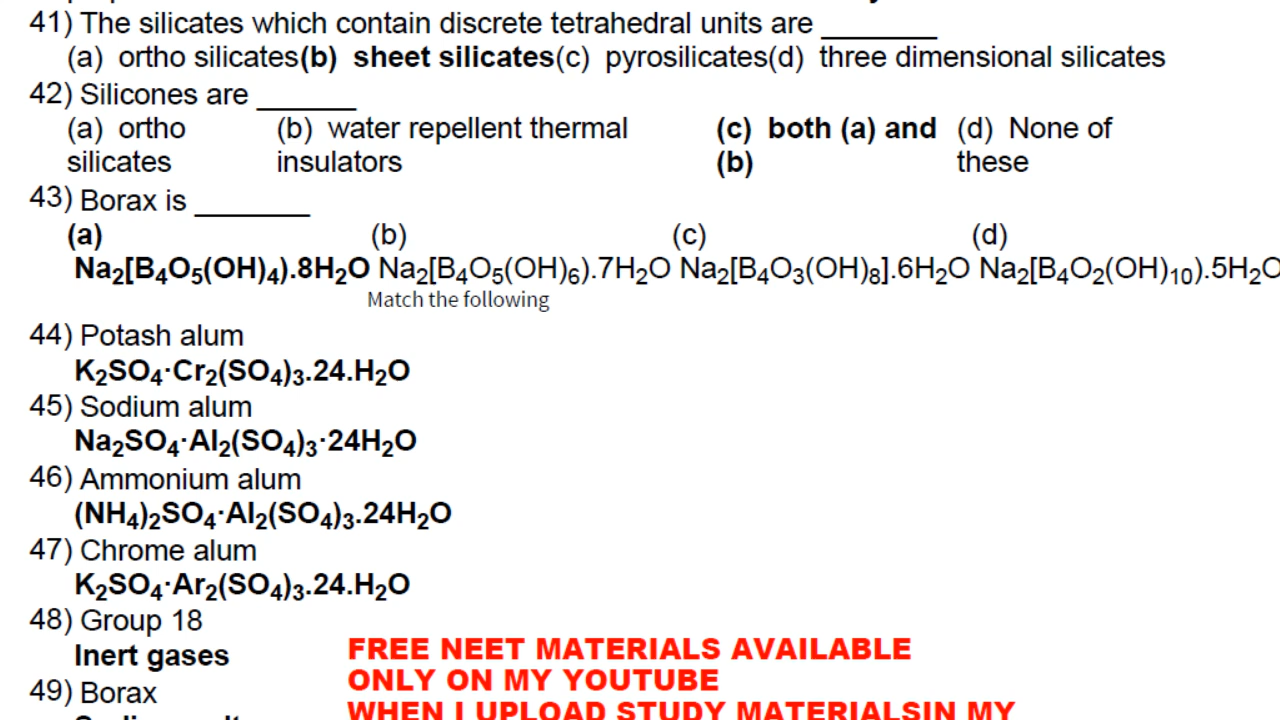 41) The silicates which contain discrete tetrahedral units are ________
(a) ortho silicates(b) sheet silicates(c) pyrosilicates(d) three dimensional silicates
42) Silicones are _______
(a) ortho silicates (b) water repellent thermal insulators (c) both (a) and (b) (d) None of these
43) Borax is ________
(a) (b) (c) (d)
Na₂[B₄O₅(OH)₄).8H₂O Na₂[B₄O₅(OH)₆).7H₂O Na₂[B₄O₃(OH)₈].6H₂O Na₂[B₄O₂(OH)₁₀).5H₂O
Match the following
44) Potash alum
K₂SO₄·Cr₂(SO₄)₃.24.H₂O
45) Sodium alum
Na₂SO₄·Al₂(SO₄)₃·24H₂O
46) Ammonium alum
(NH₄)₂SO₄·Al₂(SO₄)₃.24H₂O
47) Chrome alum
K₂SO₄·Ar₂(SO₄)₃.24.H₂O
48) Group 18
Inert gases
49) Borax
FREE NEET MATERIALS AVAILABLE
ONLY ON MY YOUTUBE
WHEN I UPLOAD STUDY MATERIALSIN MY